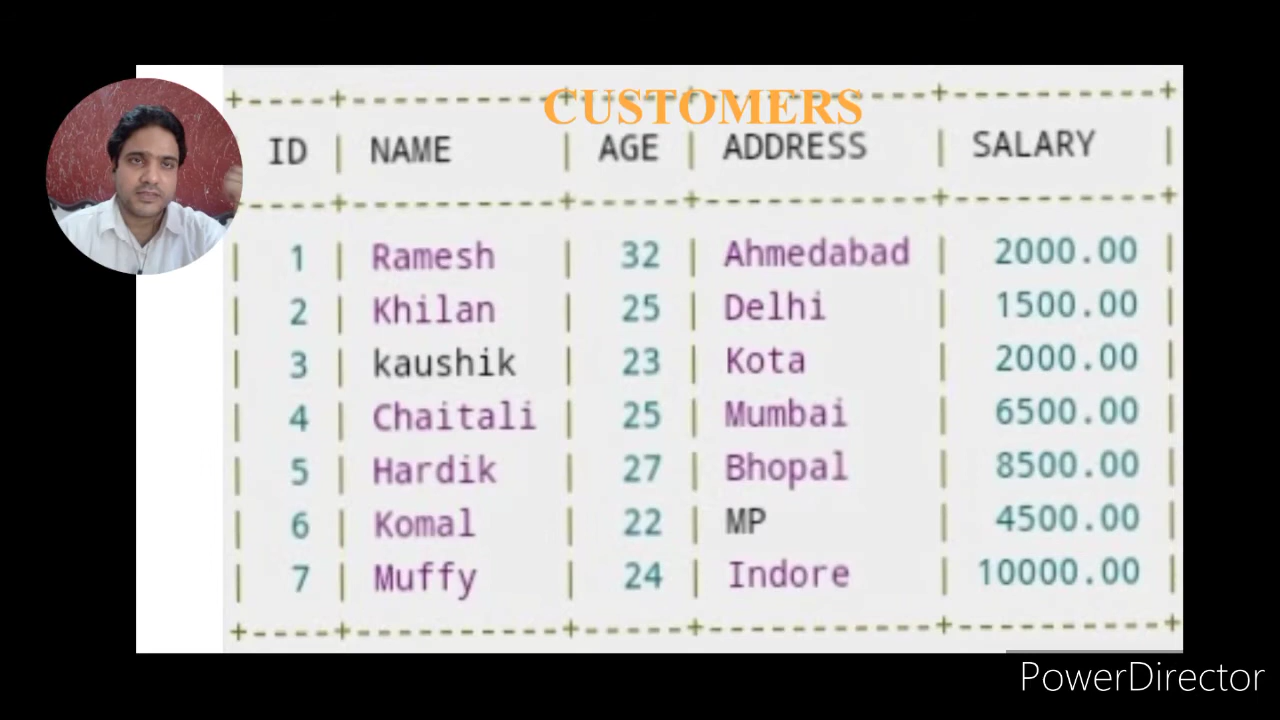 CUSTOMERS
+----+----------+-----+-----------+----------+
| ID | NAME | AGE | ADDRESS | SALARY |
+----+----------+-----+-----------+----------+
| 1 | Ramesh | 32 | Ahmedabad | 2000.00 |
| 2 | Khilan | 25 | Delhi | 1500.00 |
| 3 | kaushik | 23 | Kota | 2000.00 |
| 4 | Chaitali | 25 | Mumbai | 6500.00 |
| 5 | Hardik | 27 | Bhopal | 8500.00 |
| 6 | Komal | 22 | MP | 4500.00 |
| 7 | Muffy | 24 | Indore | 10000.00 |
+----+----------+-----+-----------+----------+
PowerDirector